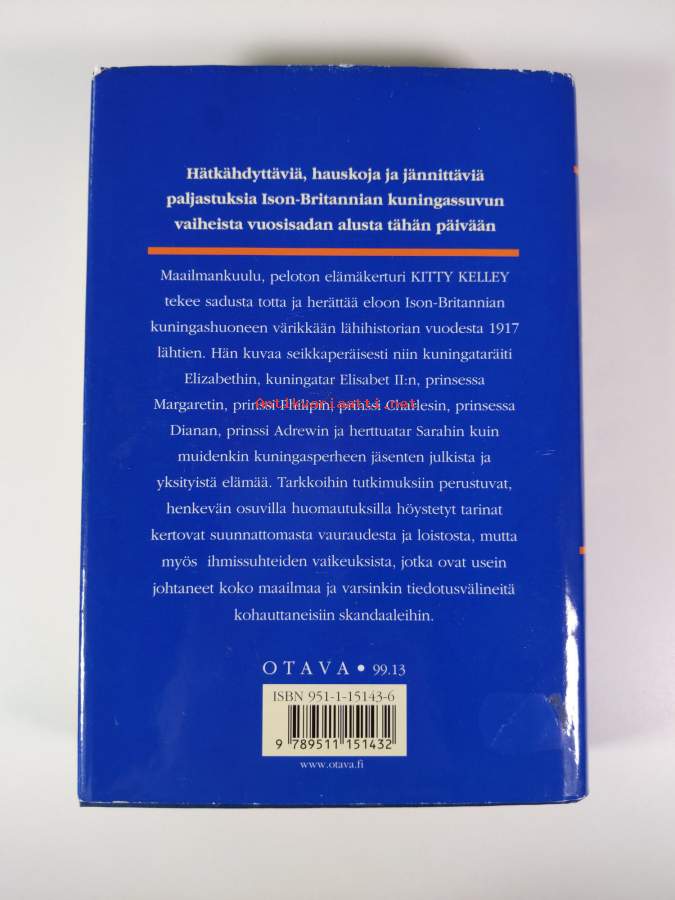 Hätkähdyttäviä, hauskoja ja jännittäviä
paljastuksia Ison-Britannian kuningassuvun
vaiheista vuosisadan alusta tähän päivään
Maailmankuulu, peloton elämäkerturi KITTY KELLEY
tekee sadusta totta ja herättää eloon Ison-Britannian
kuningashuoneen värikkään lähihistorian vuodesta 1917
lähtien. Hän kuvaa seikkaperäisesti niin kuningataräiti
Elizabethin, kuningatar Elisabet II:n, prinsessa
Margaretin, prinssi Philipin, prinssi Charlesin, prinsessa
Antikvariaatti.net
Dianan, prinssi Adrewin ja herttuatar Sarahin kuin
muidenkin kuningasperheen jäsenten julkista ja
yksityistä elämää. Tarkkoihin tutkimuksiin perustuvat,
henkevän osuvilla huomautuksilla höystetyt tarinat
kertovat suunnattomasta vauraudesta ja loistosta, mutta
myös ihmissuhteiden vaikeuksista, jotka ovat usein
johtaneet koko maailmaa ja varsinkin tiedotusvälineitä
kohauttaneisiin skandaaleihin.
OTAVA • 99.13
ISBN 951-1-15143-6
9 789511 151432
www.otava.fi